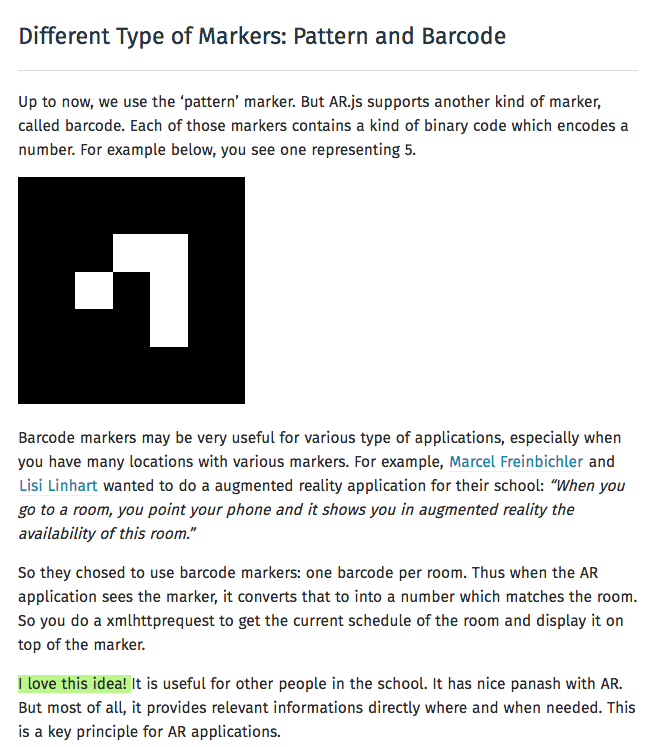 Different Type of Markers: Pattern and Barcode
Up to now, we use the ‘pattern’ marker. But AR.js supports another kind of marker,
called barcode. Each of those markers contains a kind of binary code which encodes a
number. For example below, you see one representing 5.
Barcode markers may be very useful for various type of applications, especially when
you have many locations with various markers. For example, Marcel Freinbichler and
Lisi Linhart wanted to do a augmented reality application for their school: “When you
go to a room, you point your phone and it shows you in augmented reality the
availability of this room.”
So they chosed to use barcode markers: one barcode per room. Thus when the AR
application sees the marker, it converts that to into a number which matches the room.
So you do a xmlhttprequest to get the current schedule of the room and display it on
top of the marker.
I love this idea! It is useful for other people in the school. It has nice panash with AR.
But most of all, it provides relevant informations directly where and when needed. This
is a key principle for AR applications.